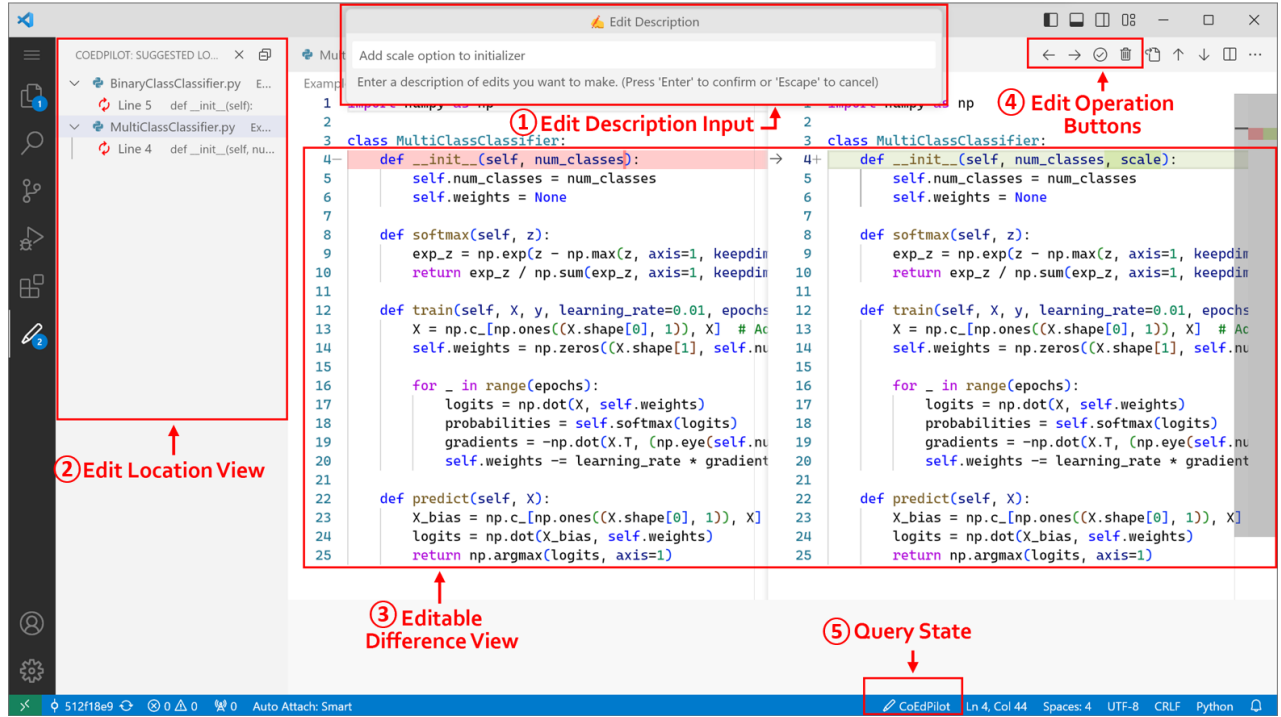 ✍️ Edit Description
Add scale option to initializer
Enter a description of edits you want to make. (Press 'Enter' to confirm or 'Escape' to cancel)
① Edit Description Input
④ Edit Operation
Buttons
COEDPILOT: SUGGESTED LO...
BinaryClassClassifier.py E...
Line 5 def __init__(self):
MultiClassClassifier.py Ex...
Line 4 def __init__(self, nu...
1
2
② Edit Location View
Mult
Exampl
1 import numpy as np
2
3 class MultiClassClassifier:
4− def __init__(self, num_classes):
5 self.num_classes = num_classes
6 self.weights = None
7
8 def softmax(self, z):
9 exp_z = np.exp(z - np.max(z, axis=1, keepdim
10 return exp_z / np.sum(exp_z, axis=1, keepdim
11
12 def train(self, X, y, learning_rate=0.01, epochs
13 X = np.c_[np.ones((X.shape[0], 1)), X] # Ad
14 self.weights = np.zeros((X.shape[1], self.nu
15
16 for _ in range(epochs):
17 logits = np.dot(X, self.weights)
18 probabilities = self.softmax(logits)
19 gradients = -np.dot(X.T, (np.eye(self.nu
20 self.weights -= learning_rate * gradient
21
22 def predict(self, X):
23 X_bias = np.c_[np.ones((X.shape[0], 1)), X]
24 logits = np.dot(X_bias, self.weights)
25 return np.argmax(logits, axis=1)
1 import numpy as np
2
3 class MultiClassClassifier:
4+ def __init__(self, num_classes, scale):
5 self.num_classes = num_classes
6 self.weights = None
7
8 def softmax(self, z):
9 exp_z = np.exp(z - np.max(z, axis=1, keepdim
10 return exp_z / np.sum(exp_z, axis=1, keepdim
11
12 def train(self, X, y, learning_rate=0.01, epochs
13 X = np.c_[np.ones((X.shape[0], 1)), X] # Ad
14 self.weights = np.zeros((X.shape[1], self.nu
15
16 for _ in range(epochs):
17 logits = np.dot(X, self.weights)
18 probabilities = self.softmax(logits)
19 gradients = -np.dot(X.T, (np.eye(self.nu
20 self.weights -= learning_rate * gradient
21
22 def predict(self, X):
23 X_bias = np.c_[np.ones((X.shape[0], 1)), X]
24 logits = np.dot(X_bias, self.weights)
25 return np.argmax(logits, axis=1)
③ Editable
Difference View
⑤ Query State
512f18e9 0 0 0 Auto Attach: Smart CoEdPilot Ln 4, Col 44 Spaces: 4 UTF-8 CRLF Python